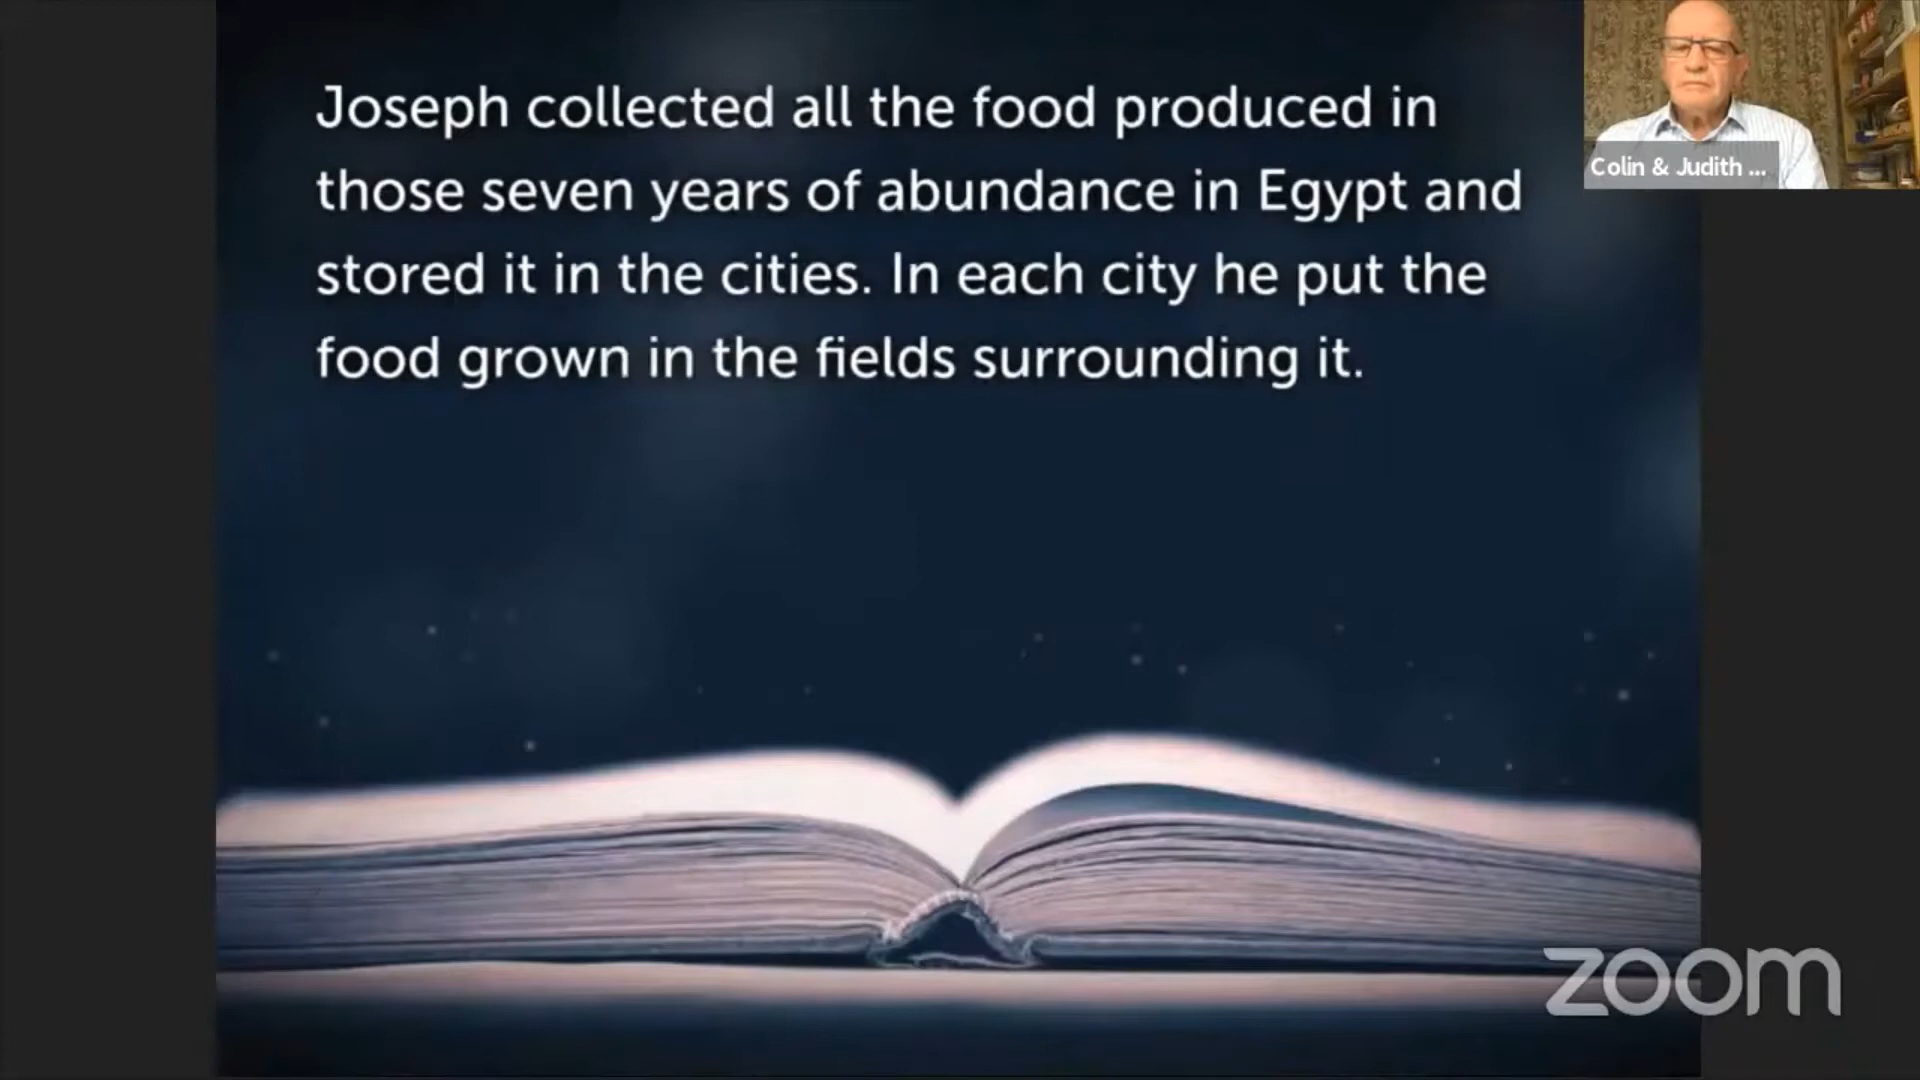 Joseph collected all the food produced in
those seven years of abundance in Egypt and
stored it in the cities. In each city he put the
food grown in the fields surrounding it.
Colin & Judith ...
zoom